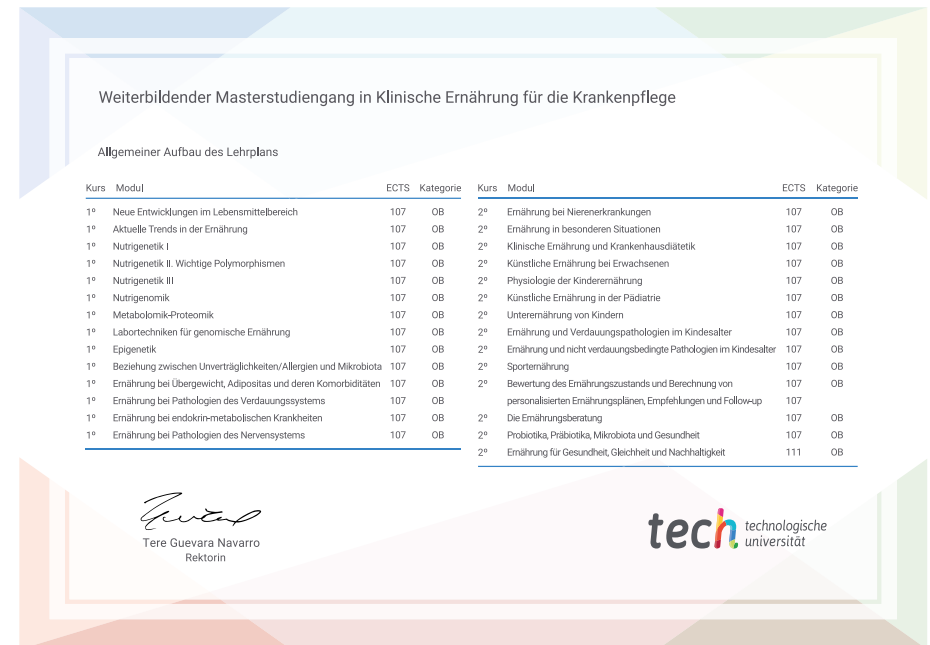 Weiterbildender Masterstudiengang in Klinische Ernährung für die Krankenpflege
Allgemeiner Aufbau des Lehrplans
Kurs Modul ECTS Kategorie
1º Neue Entwicklungen im Lebensmittelbereich 107 OB
1º Aktuelle Trends in der Ernährung 107 OB
1º Nutrigenetik I 107 OB
1º Nutrigenetik II. Wichtige Polymorphismen 107 OB
1º Nutrigenetik III 107 OB
1º Nutrigenomik 107 OB
1º Metabolomik-Proteomik 107 OB
1º Labortechniken für genomische Ernährung 107 OB
1º Epigenetik 107 OB
1º Beziehung zwischen Unverträglichkeiten/Allergien und Mikrobiota 107 OB
1º Ernährung bei Übergewicht, Adipositas und deren Komorbiditäten 107 OB
1º Ernährung bei Pathologien des Verdauungssystems 107 OB
1º Ernährung bei endokrin-metabolischen Krankheiten 107 OB
1º Ernährung bei Pathologien des Nervensystems 107 OB
Kurs Modul ECTS Kategorie
2º Ernährung bei Nierenerkrankungen 107 OB
2º Ernährung in besonderen Situationen 107 OB
2º Klinische Ernährung und Krankenhausdiätetik 107 OB
2º Künstliche Ernährung bei Erwachsenen 107 OB
2º Physiologie der Kinderernährung 107 OB
2º Künstliche Ernährung in der Pädiatrie 107 OB
2º Unterernährung von Kindern 107 OB
2º Ernährung und Verdauungspathologien im Kindesalter 107 OB
2º Ernährung und nicht verdauungsbedingte Pathologien im Kindesalter 107 OB
2º Sporternährung 107 OB
2º Bewertung des Ernährungszustands und Berechnung von 107 OB
personalisierten Ernährungsplänen, Empfehlungen und Follow-up 107
2º Die Ernährungsberatung 107 OB
2º Probiotika, Präbiotika, Mikrobiota und Gesundheit 107 OB
2º Ernährung für Gesundheit, Gleichheit und Nachhaltigkeit 111 OB
Tere Guevara Navarro
Rektorin
tech technologische
universität